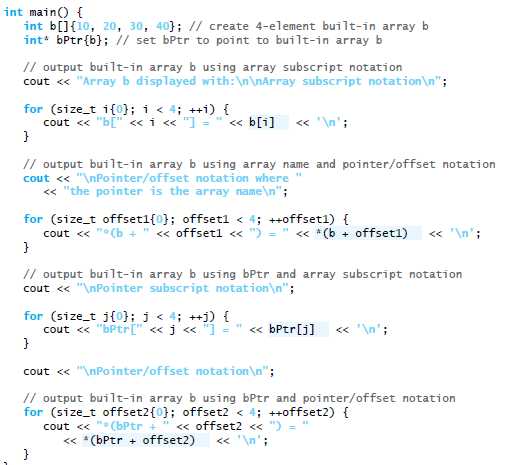 int main() {
int b[]{10, 20, 30, 40}; // create 4-element built-in array b
int* bPtr{b}; // set bPtr to point to built-in array b
// output built-in array b using array subscript notation
cout << "Array b displayed with:\n\nArray subscript notation\n";
for (size_t i{0}; i < 4; ++i) {
cout << "b[" << i << "] = " << b[i] << '\n';
}
// output built-in array b using array name and pointer/offset notation
cout << "\nPointer/offset notation where "
<< "the pointer is the array name\n";
for (size_t offset1{0}; offset1 < 4; ++offset1) {
cout << "*(b + " << offset1 << ") = " << *(b + offset1) << '\n';
}
// output built-in array b using bPtr and array subscript notation
cout << "\nPointer subscript notation\n";
for (size_t j{0}; j < 4; ++j) {
cout << "bPtr[" << j << "] = " << bPtr[j] << '\n';
}
cout << "\nPointer/offset notation\n";
// output built-in array b using bPtr and pointer/offset notation
for (size_t offset2{0}; offset2 < 4; ++offset2) {
cout << "*(bPtr + " << offset2 << ") = "
<< *(bPtr + offset2) << '\n';
}
}